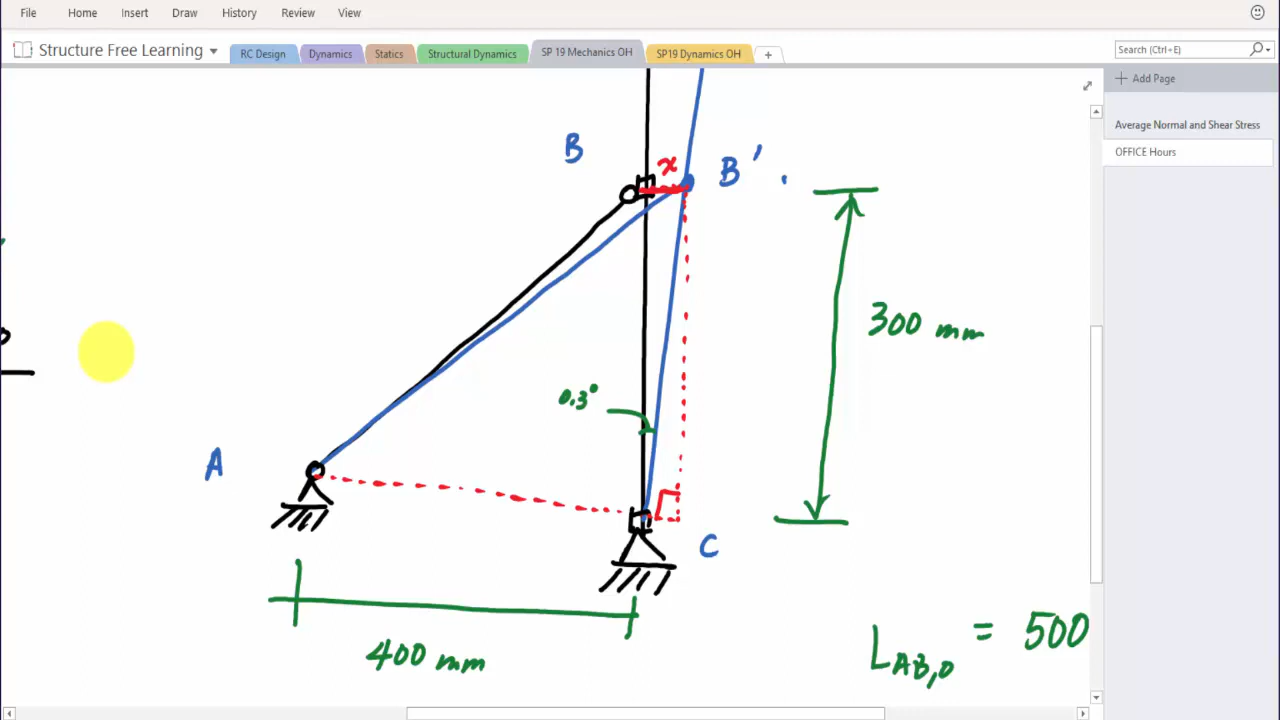 File Home Insert Draw History Review View
Structure Free Learning RC Design Dynamics Statics Structural Dynamics SP 19 Mechanics OH SP19 Dynamics OH + Search (Ctrl+E)
+ Add Page
Average Normal and Shear Stress
OFFICE Hours
B x B'
300 mm
0.3°
A
C
400 mm
L_AB,0 = 500